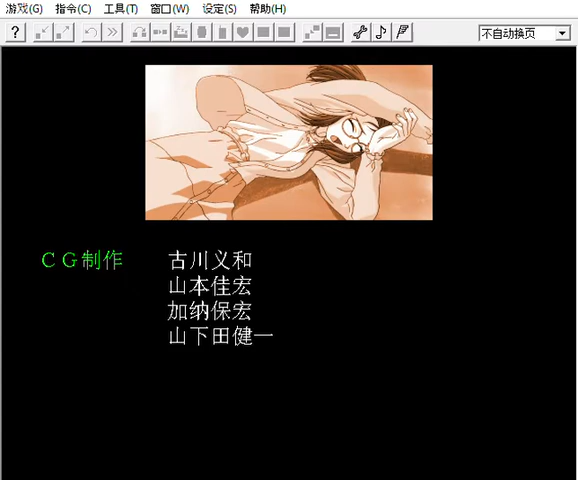 游戏(G) 指令(C) 工具(T) 窗口(W) 设定(S) 帮助(H)
? 不自动换页
CG制作 古川义和
山本佳宏
加纳保宏
山下田健一